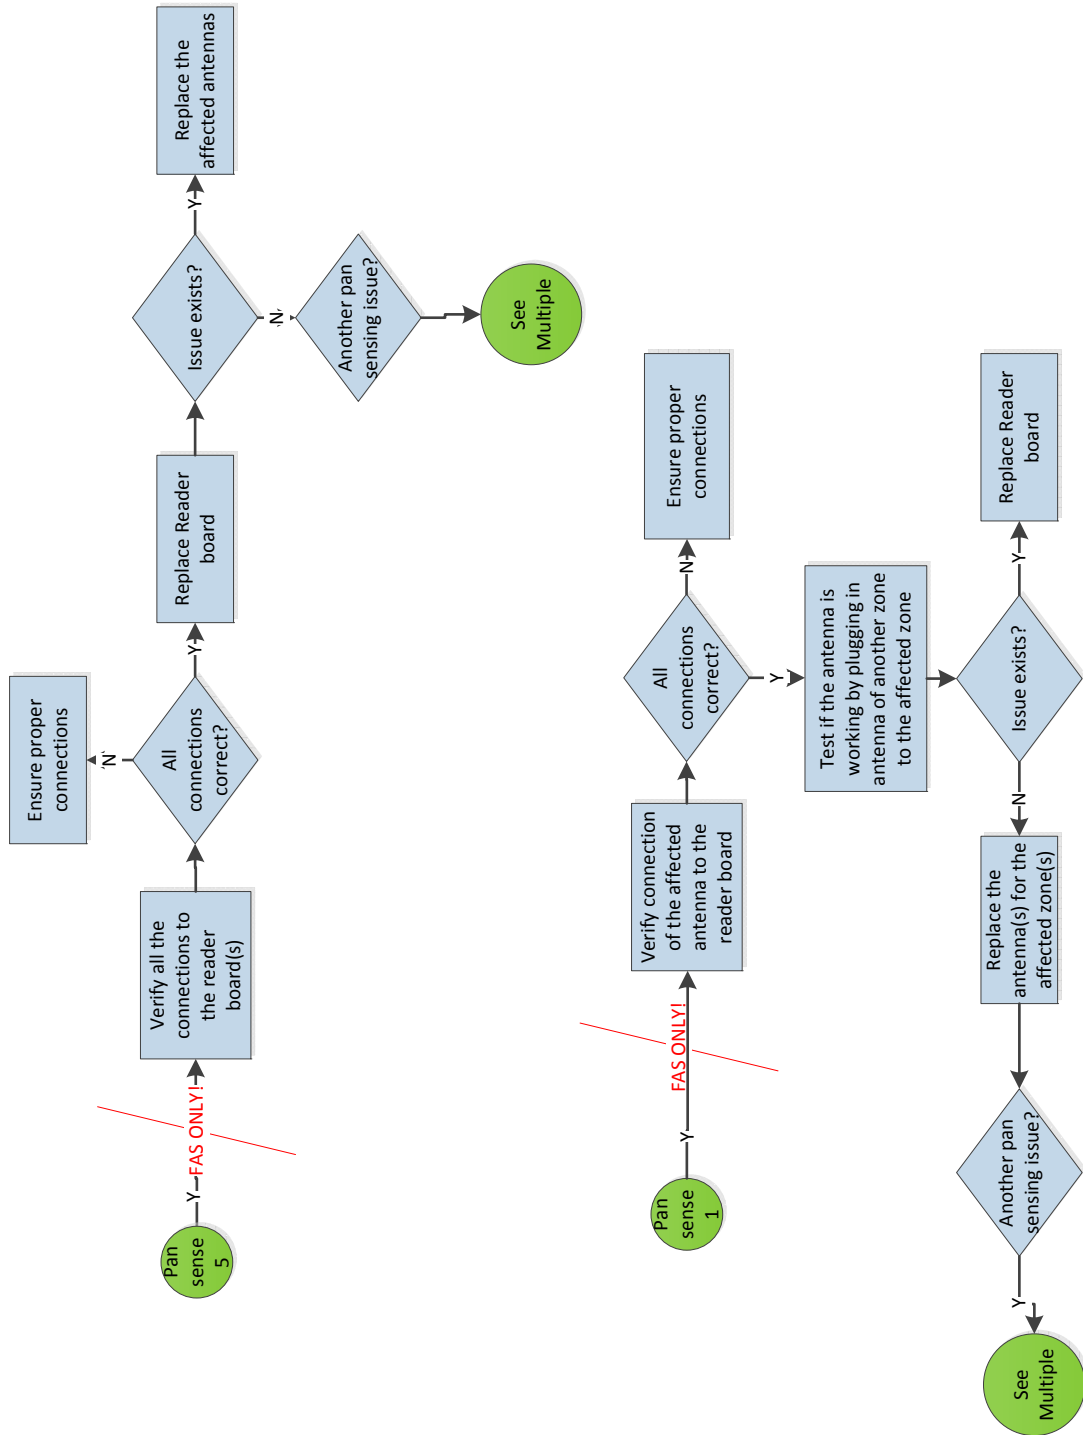 Pan
sense
5
Y
FAS ONLY!
Verify all the
connections to
the reader
board(s)
All
connections
correct?
N
Ensure proper
connections
Y
Replace Reader
board
Issue exists?
Y
Replace the
affected antennas
N
Another pan
sensing issue?
See
Multiple
Pan
sense
1
Y
FAS ONLY!
Verify connection
of the affected
antenna to the
reader board
All
connections
correct?
N
Ensure proper
connections
Y
Test if the antenna is
working by plugging in
antenna of another zone
to the affected zone
Issue exists?
Y
Replace Reader
board
N
Replace the
antenna(s) for the
affected zone(s)
Another pan
sensing issue?
Y
See
Multiple